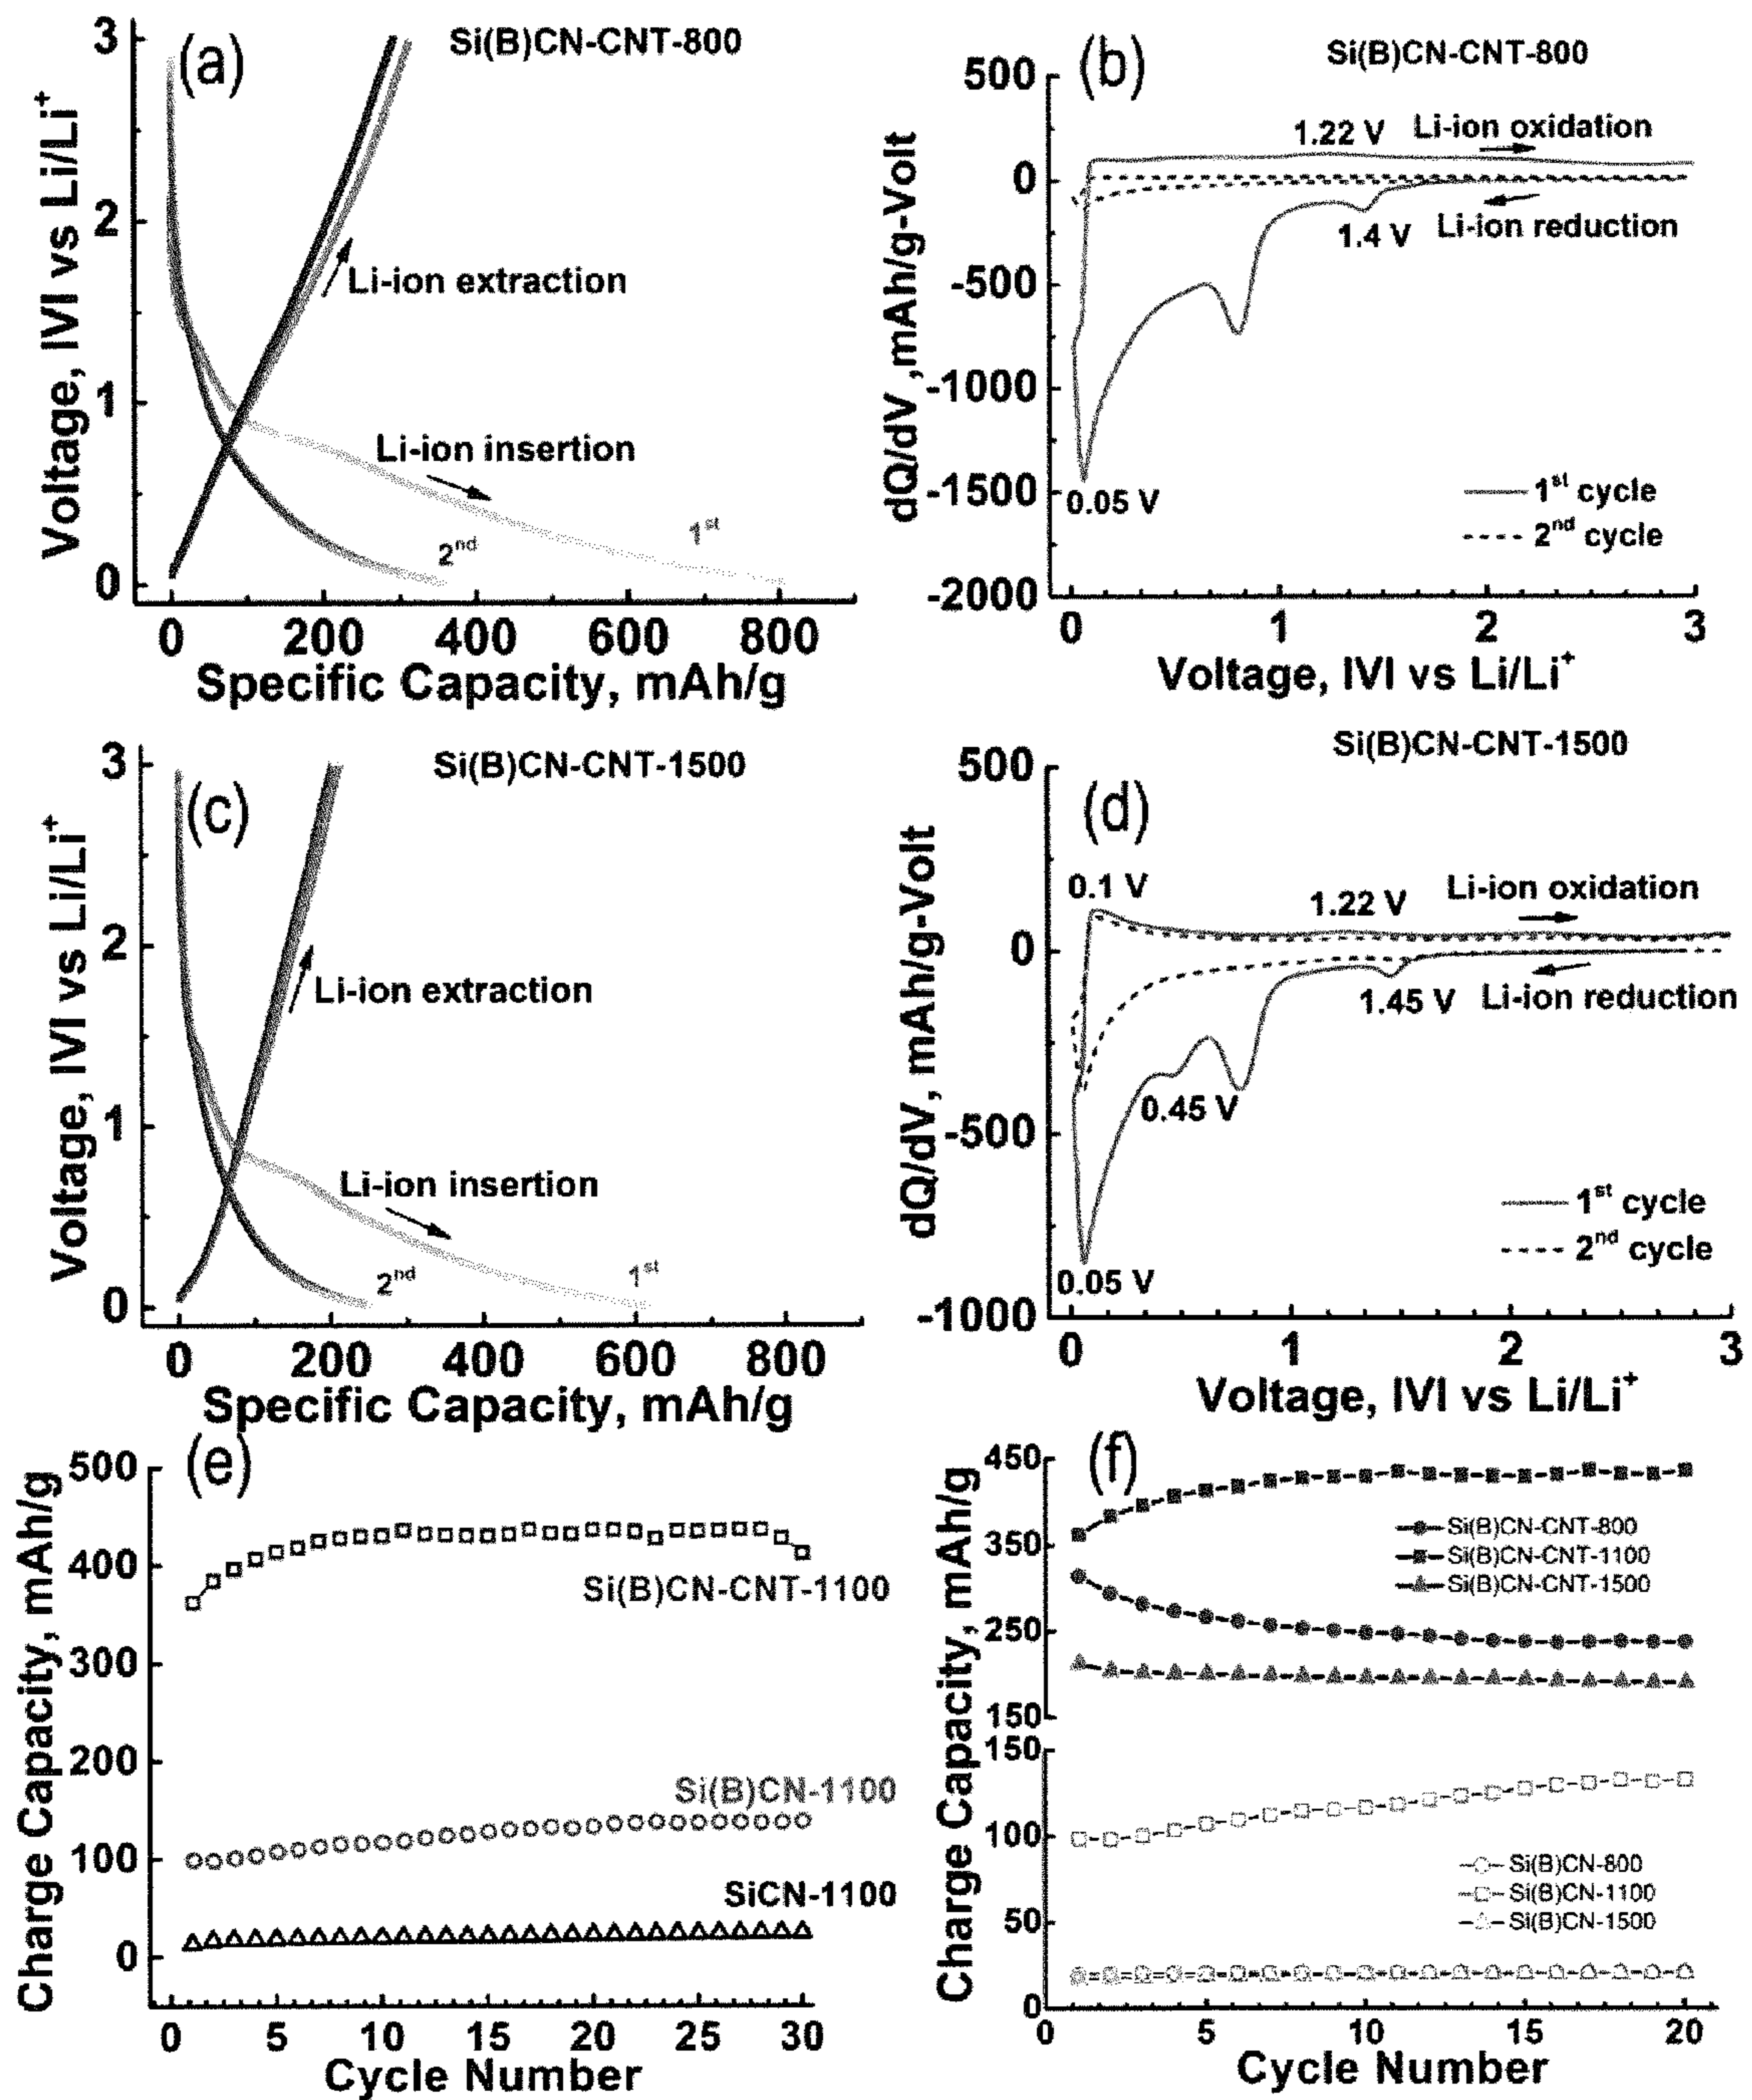 (a)
Si(B)CN-CNT-800
3
2
1
0
Voltage, IVI vs Li/Li⁺
Li-ion extraction
Li-ion insertion
1st
2nd
0 200 400 600 800
Specific Capacity, mAh/g
(b)
Si(B)CN-CNT-800
500
0
-500
-1000
-1500
-2000
dQ/dV ,mAh/g-Volt
1.22 V Li-ion oxidation
1.4 V Li-ion reduction
0.05 V
1st cycle
2nd cycle
0 1 2 3
Voltage, IVI vs Li/Li⁺
(c)
Si(B)CN-CNT-1500
3
2
1
0
Voltage, IVI vs Li/Li⁺
Li-ion extraction
Li-ion insertion
1st
2nd
0 200 400 600 800
Specific Capacity, mAh/g
(d)
Si(B)CN-CNT-1500
500
0
-500
-1000
dQ/dV, mAh/g-Volt
0.1 V
1.22 V
Li-ion oxidation
1.45 V Li-ion reduction
0.45 V
0.05 V
1st cycle
2nd cycle
0 1 2 3
Voltage, IVI vs Li/Li⁺
(e)
500
400
300
200
100
0
Charge Capacity, mAh/g
Si(B)CN-CNT-1100
Si(B)CN-1100
SiCN-1100
0 5 10 15 20 25 30
Cycle Number
(f)
450
350
250
150
150
100
50
0
Charge Capacity, mAh/g
Si(B)CN-CNT-800
Si(B)CN-CNT-1100
Si(B)CN-CNT-1500
Si(B)CN-800
Si(B)CN-1100
Si(B)CN-1500
0 5 10 15 20
Cycle Number